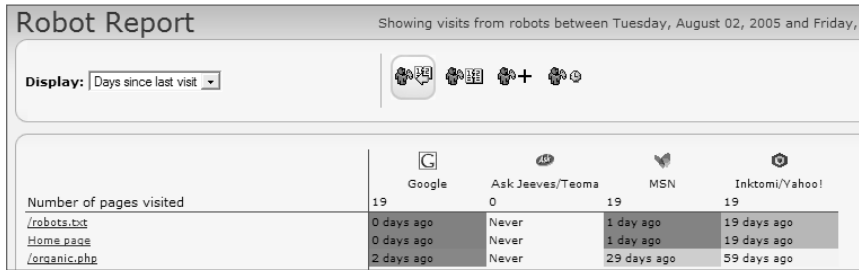 Robot Report
Showing visits from robots between Tuesday, August 02, 2005 and Friday,
Display: Days since last visit
G
Ask
Google Ask Jeeves/Teoma MSN Inktomi/Yahoo!
Number of pages visited 19 0 19 19
/robots.txt 0 days ago Never 1 day ago 19 days ago
Home page 0 days ago Never 1 day ago 19 days ago
/organic.php 2 days ago Never 29 days ago 59 days ago